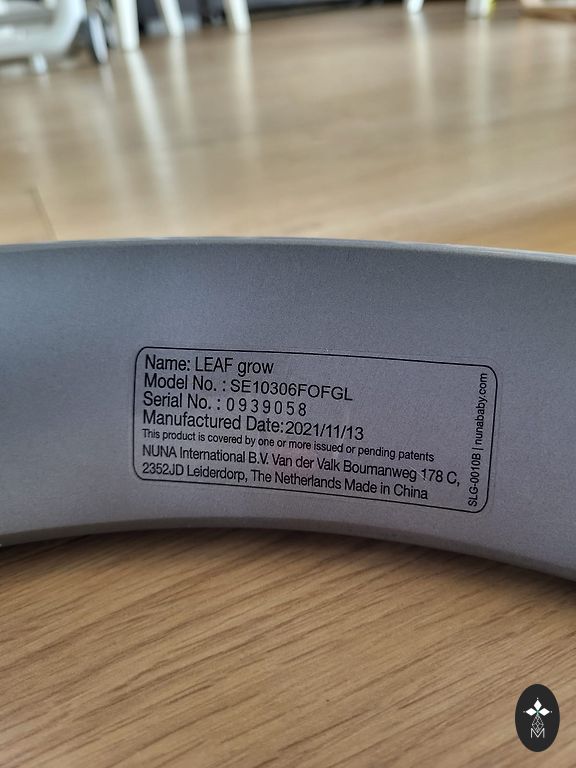 Name: LEAF grow
Model No. : SE10306FOFGL
Serial No. : 0939058
Manufactured Date:2021/11/13
This product is covered by one or more issued or pending patents
NUNA International B.V. Van der Valk Boumanweg 178 C,
2352JD Leiderdorp, The Netherlands Made in China
SLG-0010B | nunababy.com
M